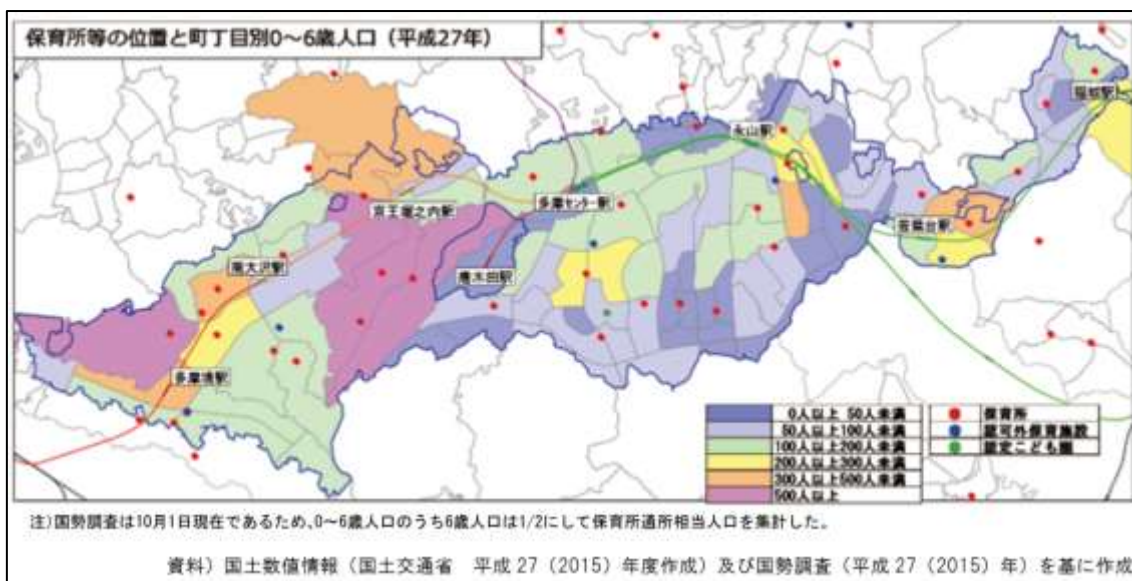 保育所等の位置と町丁目別0～6歳人口（平成27年）
稲城駅
永山駅
多摩センター駅
京王堀之内駅
若葉台駅
南大沢駅
唐木田駅
多摩境駅
0人以上 50人未満
50人以上100人未満
100人以上200人未満
200人以上300人未満
300人以上500人未満
500人以上
保育所
認可外保育施設
認定こども園
注）国勢調査は10月1日現在であるため、0～6歳人口のうち6歳人口は1/2にして保育所通所相当人口を集計した。
資料）国土数値情報（国土交通省 平成27（2015）年度作成）及び国勢調査（平成27（2015）年）を基に作成